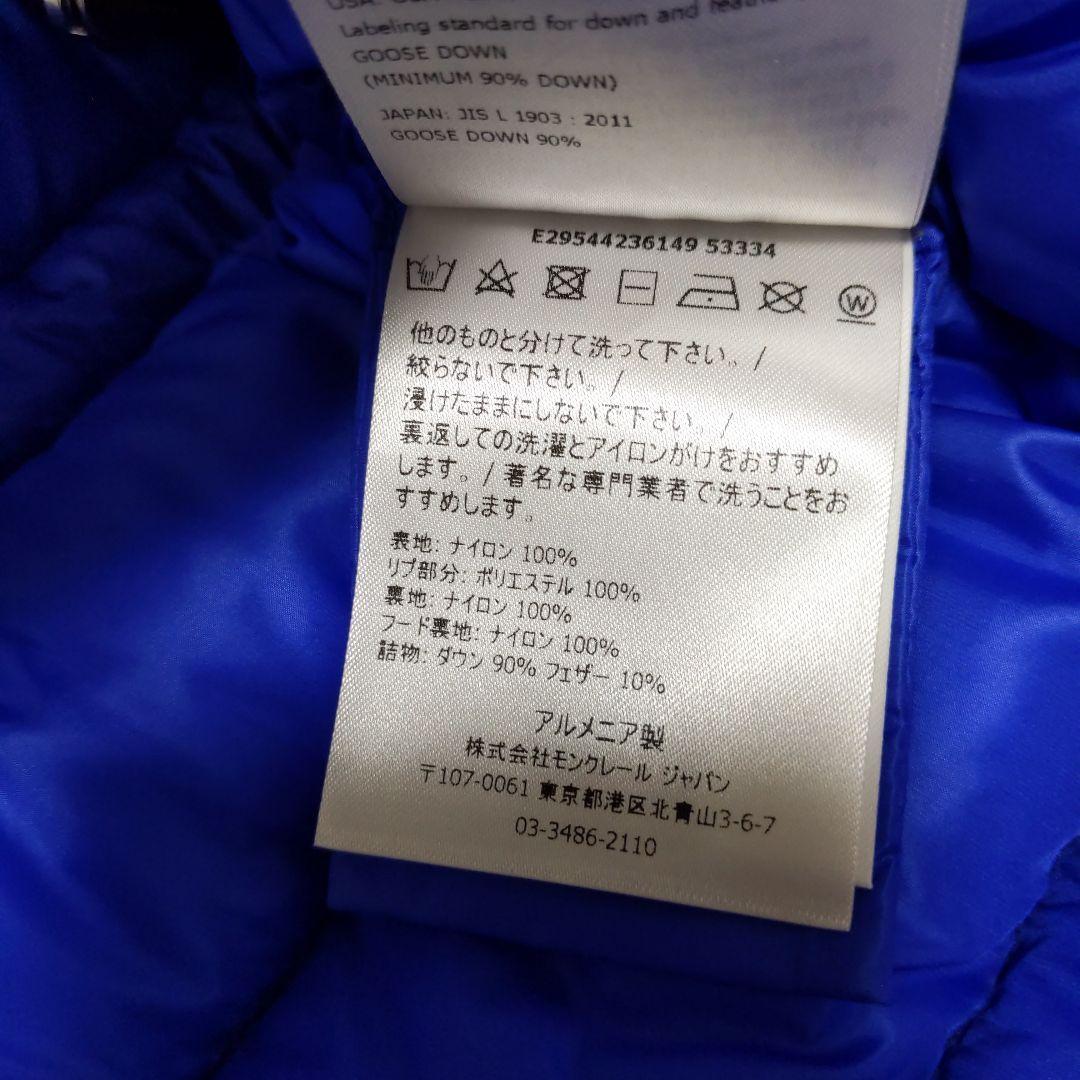 USA:
Labeling standard for down and
GOOSE DOWN
(MINIMUM 90% DOWN)
JAPAN: JIS L 1903 : 2011
GOOSE DOWN 90%
E29544236149 53334
W
他のものと分けて洗って下さい。/
絞らないで下さい。/
浸けたままにしないで下さい。/
裏返しての洗濯とアイロンがけをおすすめ
します。/ 著名な専門業者で洗うことをお
すすめします。
表地: ナイロン 100%
リブ部分: ポリエステル 100%
裏地: ナイロン 100%
フード裏地: ナイロン 100%
詰物: ダウン 90% フェザー 10%
アルメニア製
株式会社モンクレール ジャパン
〒107-0061 東京都港区北青山3-6-7
03-3486-2110